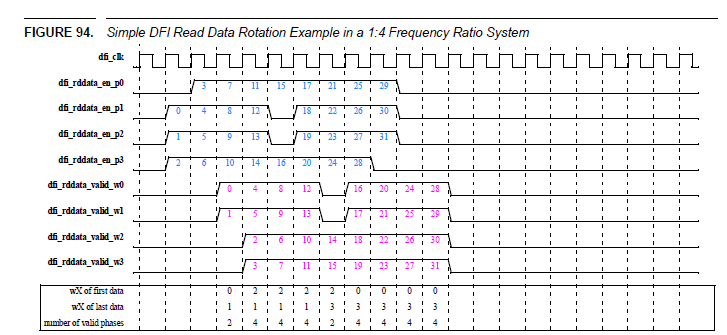 FIGURE 94. Simple DFI Read Data Rotation Example in a 1:4 Frequency Ratio System
dfi_clk
dfi_rddata_en_p0 3 7 11 15 17 21 25 29
dfi_rddata_en_p1 0 4 8 12 18 22 26 30
dfi_rddata_en_p2 1 5 9 13 19 23 27 31
dfi_rddata_en_p3 2 6 10 14 16 20 24 28
dfi_rddata_valid_w0 0 4 8 12 16 20 24 28
dfi_rddata_valid_w1 1 5 9 13 17 21 25 29
dfi_rddata_valid_w2 2 6 10 14 18 22 26 30
dfi_rddata_valid_w3 3 7 11 15 19 23 27 31
wX of first data 0 2 2 2 2 0 0 0 0
wX of last data 1 1 1 1 3 3 3 3 3
number of valid phases 2 4 4 4 2 4 4 4 4